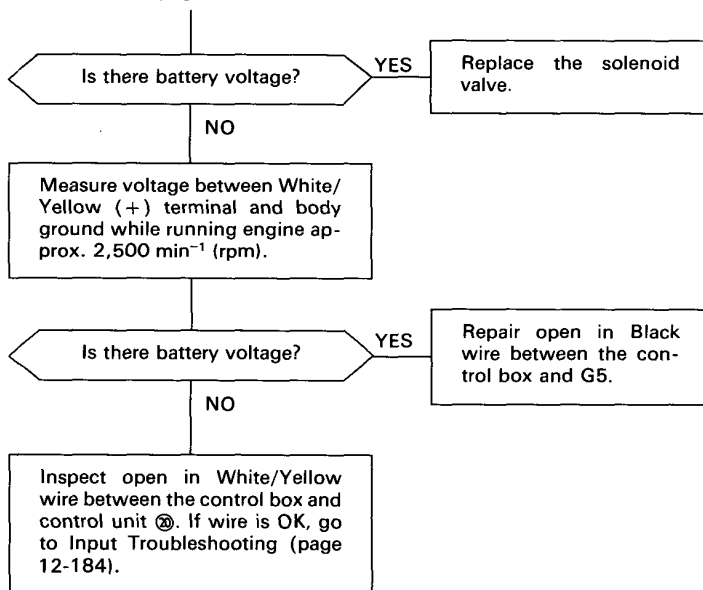 Is there battery voltage?
YES
Replace the solenoid
valve.
NO
Measure voltage between White/
Yellow (+) terminal and body
ground while running engine ap-
prox. 2,500 min⁻¹ (rpm).
Is there battery voltage?
YES
Repair open in Black
wire between the con-
trol box and G5.
NO
Inspect open in White/Yellow
wire between the control box and
control unit ⑳. If wire is OK, go
to Input Troubleshooting (page
12-184).